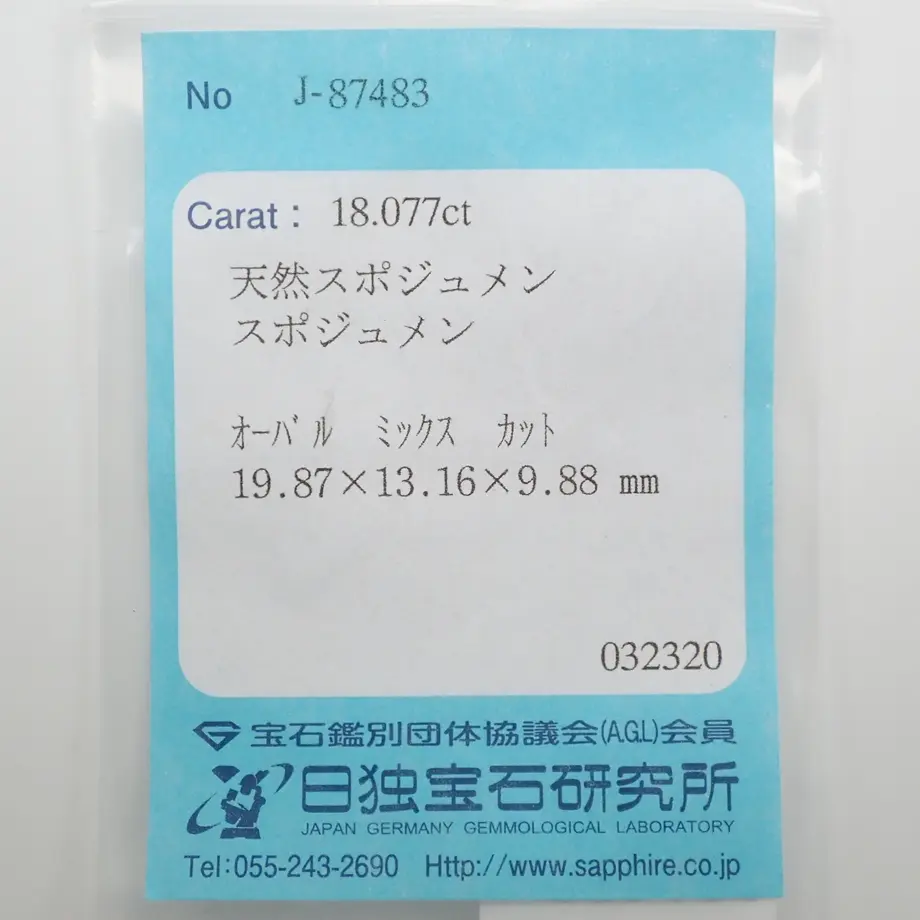 No J-87483
Carat : 18.077ct
天然スポジュメン
スポジュメン
ｵｰﾊﾞﾙ ﾐｯｸｽ ｶｯﾄ
19.87×13.16×9.88 mm
032320
宝石鑑別団体協議会(A.G.L)会員
日独宝石研究所
JAPAN GERMANY GEMMOLOGICAL LABORATORY
Tel:055-243-2690 Http://www.sapphire.co.jp